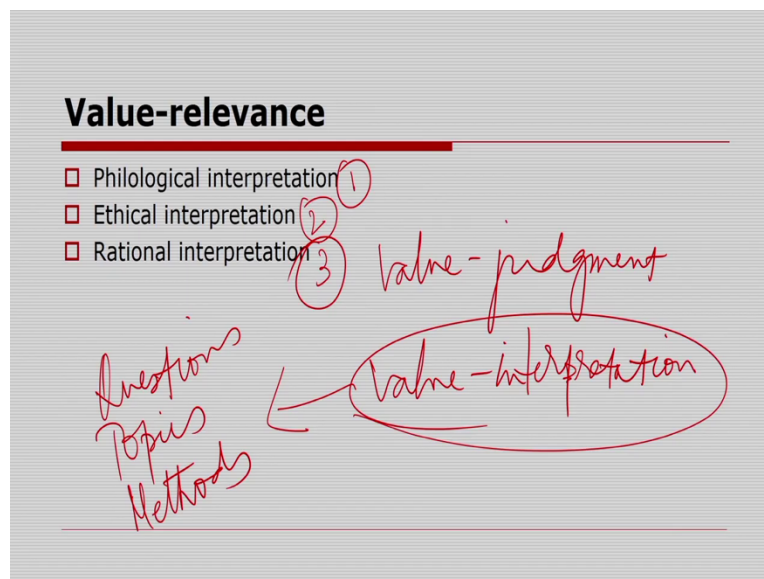 Value-relevance
Philological interpretation 1
Ethical interpretation 2
Rational interpretation 3
Value-judgment
Value-interpretation
Questions
Topics
Methods